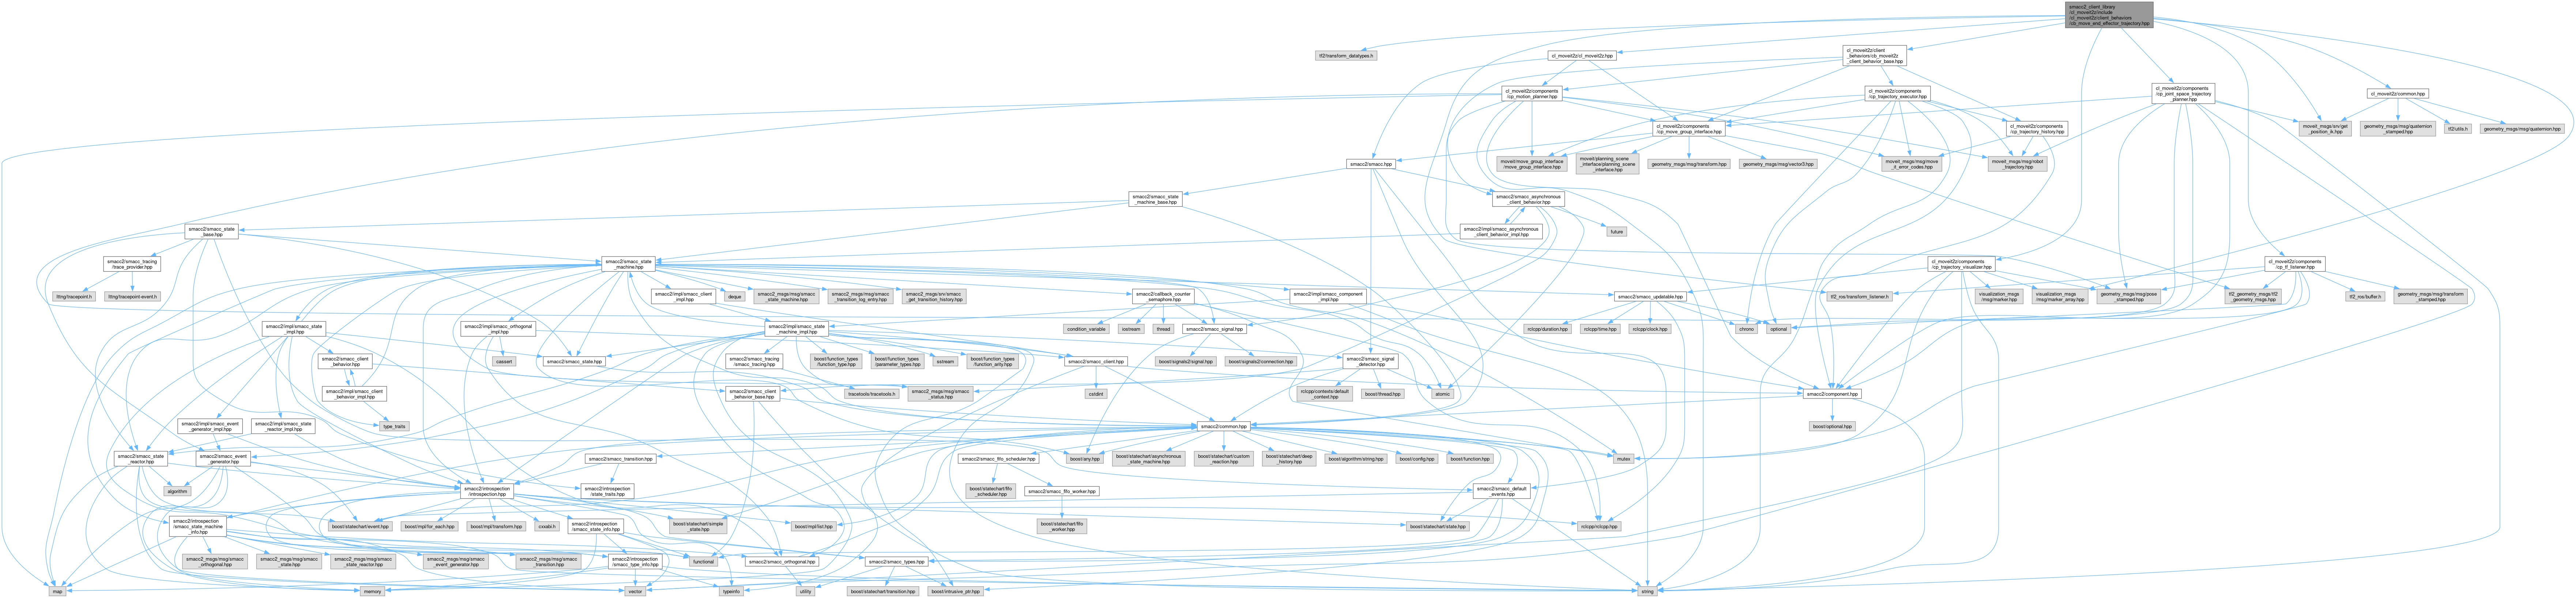 smacc2_client_library
/cl_moveit2z/include
/cl_moveit2z/client_behaviors
/cb_move_end_effector_trajectory.hpp
tf2/transform_datatypes.h
cl_moveit2z/cl_moveit2z.hpp
cl_moveit2z/client
_behaviors/cb_moveit2z
_client_behavior_base.hpp
cl_moveit2z/components
/cp_motion_planner.hpp
cl_moveit2z/components
/cp_trajectory_executor.hpp
cl_moveit2z/components
/cp_joint_space_trajectory
_planner.hpp
cl_moveit2z/common.hpp
cl_moveit2z/components
/cp_move_group_interface.hpp
cl_moveit2z/components
/cp_trajectory_history.hpp
moveit_msgs/srv/get
_position_ik.hpp
geometry_msgs/msg/quaternion
_stamped.hpp
tf2/utils.h
geometry_msgs/msg/quaternion.hpp
smacc2/smacc.hpp
moveit/move_group_interface
/move_group_interface.hpp
moveit/planning_scene
_interface/planning_scene
_interface.hpp
geometry_msgs/msg/transform.hpp
geometry_msgs/msg/vector3.hpp
moveit_msgs/msg/move
_it_error_codes.hpp
moveit_msgs/msg/robot
_trajectory.hpp
smacc2/smacc_state
_machine_base.hpp
smacc2/smacc_asynchronous
_client_behavior.hpp
smacc2/smacc_state
_base.hpp
smacc2/impl/smacc_asynchronous
_client_behavior_impl.hpp
future
smacc2/smacc_tracing
/trace_provider.hpp
smacc2/smacc_state
_machine.hpp
cl_moveit2z/components
/cp_trajectory_visualizer.hpp
cl_moveit2z/components
/cp_tf_listener.hpp
lttng/tracepoint.h
lttng/tracepoint-event.h
smacc2/impl/smacc_client
_impl.hpp
deque
smacc2_msgs/msg/smacc
_state_machine.hpp
smacc2_msgs/msg/smacc
_transition_log_entry.hpp
smacc2_msgs/srv/smacc
_get_transition_history.hpp
smacc2/callback_counter
_semaphore.hpp
smacc2/impl/smacc_component
_impl.hpp
smacc2/smacc_updatable.hpp
tf2_ros/transform_listener.h
visualization_msgs
/msg/marker.hpp
visualization_msgs
/msg/marker_array.hpp
geometry_msgs/msg/pose
_stamped.hpp
tf2_geometry_msgs/tf2
_geometry_msgs.hpp
tf2_ros/buffer.h
geometry_msgs/msg/transform
_stamped.hpp
smacc2/impl/smacc_state
_impl.hpp
smacc2/impl/smacc_orthogonal
_impl.hpp
smacc2/impl/smacc_state
_machine_impl.hpp
condition_variable
iostream
thread
smacc2/smacc_signal.hpp
rclcpp/duration.hpp
rclcpp/time.hpp
rclcpp/clock.hpp
chrono
optional
smacc2/smacc_client
_behavior.hpp
cassert
smacc2/smacc_state.hpp
smacc2/smacc_tracing
/smacc_tracing.hpp
boost/function_types
/function_type.hpp
boost/function_types
/parameter_types.hpp
sstream
boost/function_types
/function_arity.hpp
smacc2/smacc_client.hpp
boost/signals2/signal.hpp
boost/signals2/connection.hpp
smacc2/smacc_signal
_detector.hpp
smacc2/impl/smacc_client
_behavior_impl.hpp
smacc2/smacc_client
_behavior_base.hpp
tracetools/tracetools.h
smacc2_msgs/msg/smacc
_status.hpp
cstdint
rclcpp/contexts/default
_context.hpp
boost/thread.hpp
atomic
smacc2/component.hpp
smacc2/impl/smacc_event
_generator_impl.hpp
smacc2/impl/smacc_state
_reactor_impl.hpp
type_traits
smacc2/common.hpp
boost/optional.hpp
smacc2/smacc_state
_reactor.hpp
smacc2/smacc_event
_generator.hpp
smacc2/smacc_transition.hpp
smacc2/smacc_fifo_scheduler.hpp
boost/any.hpp
boost/statechart/asynchronous
_state_machine.hpp
boost/statechart/custom
_reaction.hpp
boost/statechart/deep
_history.hpp
boost/algorithm/string.hpp
boost/config.hpp
boost/function.hpp
mutex
algorithm
smacc2/introspection
/introspection.hpp
smacc2/introspection
/state_traits.hpp
boost/statechart/fifo
_scheduler.hpp
smacc2/smacc_fifo_worker.hpp
smacc2/smacc_default
_events.hpp
smacc2/introspection
/smacc_state_machine
_info.hpp
boost/statechart/event.hpp
boost/mpl/for_each.hpp
boost/mpl/transform.hpp
cxxabi.h
smacc2/introspection
/smacc_state_info.hpp
boost/statechart/simple
_state.hpp
boost/mpl/list.hpp
boost/statechart/fifo
_worker.hpp
boost/statechart/state.hpp
rclcpp/rclcpp.hpp
smacc2_msgs/msg/smacc
_orthogonal.hpp
smacc2_msgs/msg/smacc
_state.hpp
smacc2_msgs/msg/smacc
_state_reactor.hpp
smacc2_msgs/msg/smacc
_event_generator.hpp
smacc2_msgs/msg/smacc
_transition.hpp
smacc2/introspection
/smacc_type_info.hpp
functional
smacc2/smacc_orthogonal.hpp
smacc2/smacc_types.hpp
map
memory
vector
typeinfo
utility
boost/statechart/transition.hpp
boost/intrusive_ptr.hpp
string